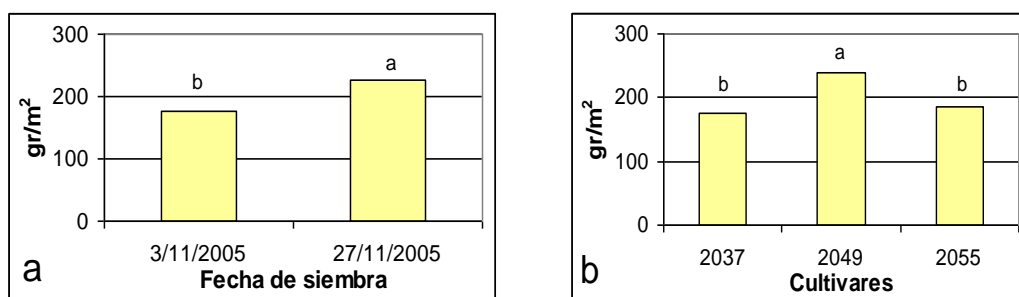 300
200
100
0
gr/m²
b
a
3/11/2005
27/11/2005
Fecha de siembra
a
300
200
100
0
gr/m²
b
a
b
2037
2049
2055
Cultivares
b